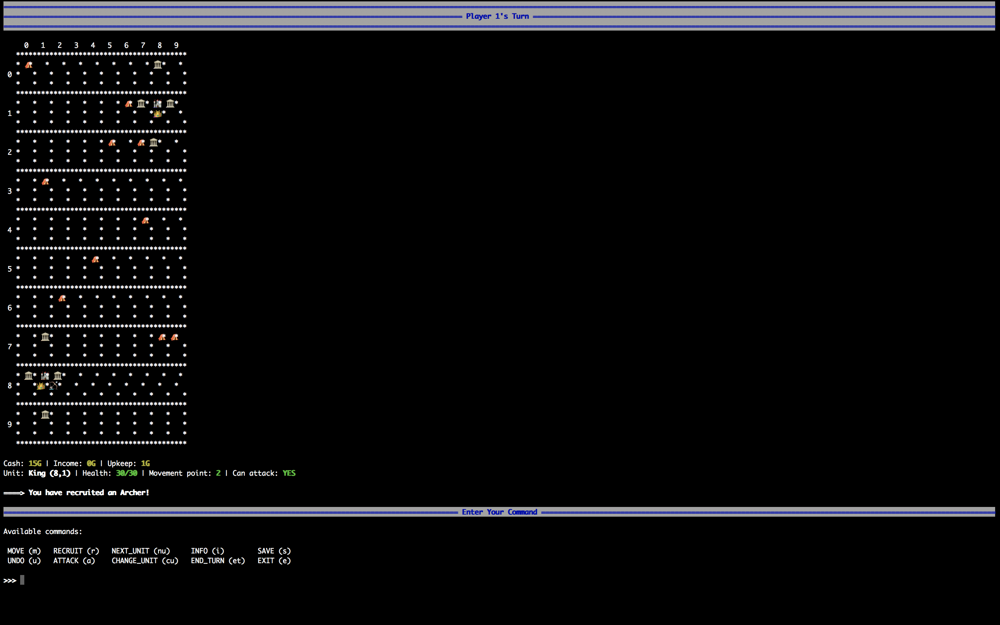 Player 1's Turn
0 1 2 3 4 5 6 7 8 9
0
1
2
3
4
5
6
7
8
9
Cash: 15G | Income: 0G | Upkeep: 1G
Unit: King (8,1) | Health: 30/30 | Movement point: 2 | Can attack: YES
====> You have recruited an Archer!
Enter Your Command
Available commands:
MOVE (m) RECRUIT (r) NEXT_UNIT (nu) INFO (i) SAVE (s)
UNDO (u) ATTACK (a) CHANGE_UNIT (cu) END_TURN (et) EXIT (e)
>>>